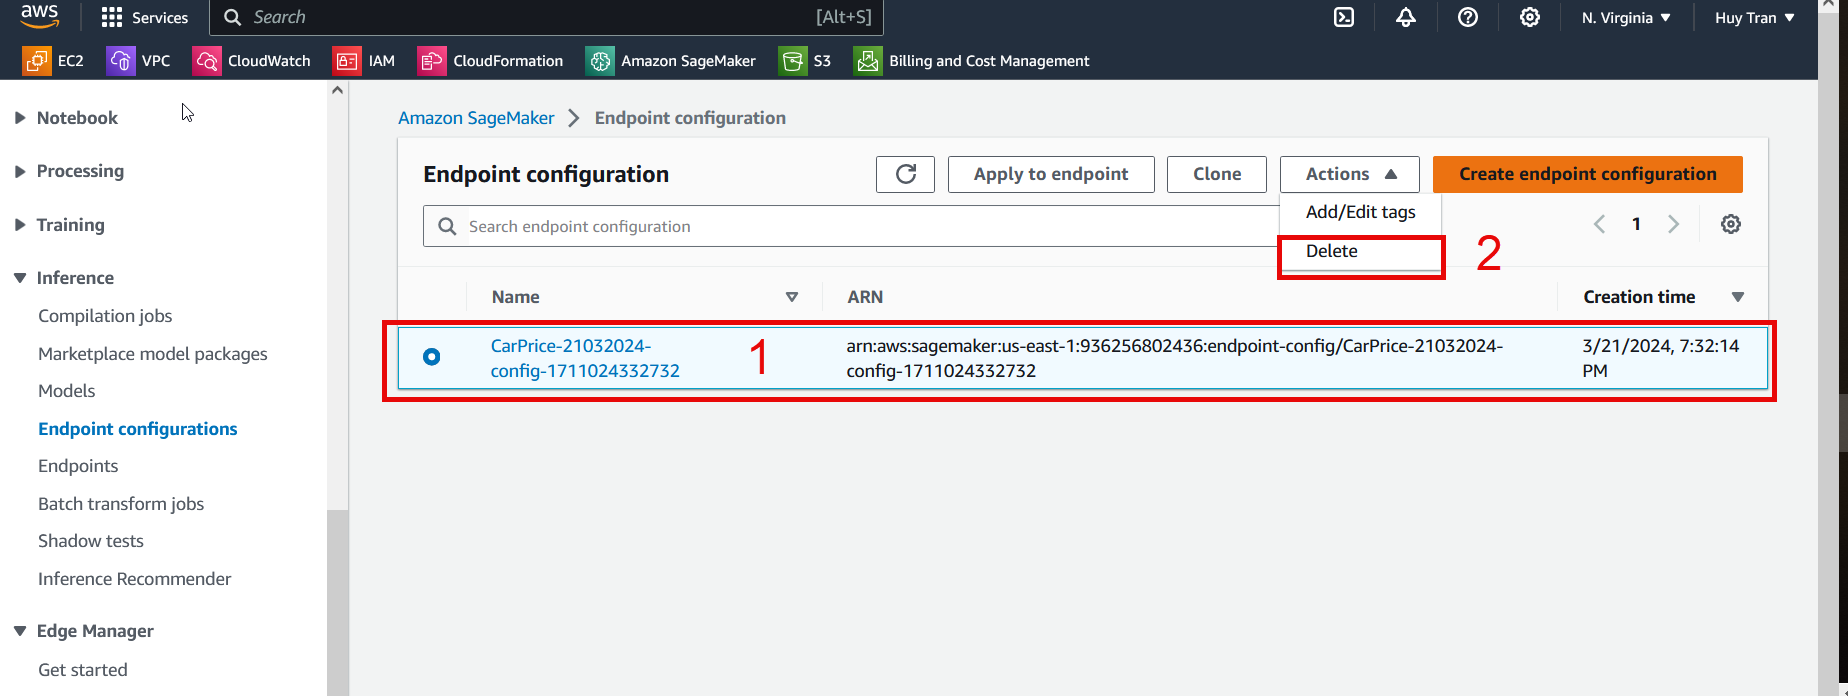 aws
Services
Search
[Alt+S]
N. Virginia
Huy Tran
EC2
VPC
CloudWatch
IAM
CloudFormation
Amazon SageMaker
S3
Billing and Cost Management
Notebook
Processing
Training
Inference
Compilation jobs
Marketplace model packages
Models
Endpoint configurations
Endpoints
Batch transform jobs
Shadow tests
Inference Recommender
Edge Manager
Get started
Amazon SageMaker
Endpoint configuration
Endpoint configuration
Apply to endpoint
Clone
Actions
Create endpoint configuration
Add/Edit tags
Delete
2
Search endpoint configuration
1
Name
ARN
Creation time
CarPrice-21032024-
config-1711024332732
1
arn:aws:sagemaker:us-east-1:936256802436:endpoint-config/CarPrice-21032024-
config-1711024332732
3/21/2024, 7:32:14
PM